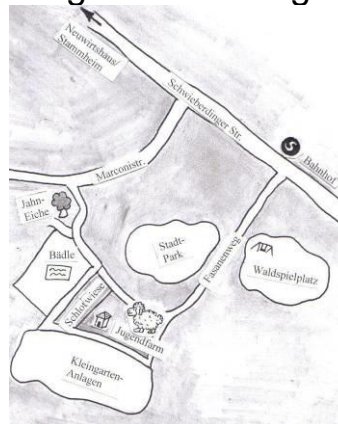 Neuwirtshaus/
Stammheim
Schwieberdinger Str.
S
Bahnhof
Marconistr.
Jahn-
Eiche
Stadt-
Park
Fasanenweg
Waldspielplatz
Bädle
Schlotwiese
Jugendfarm
Kleingarten-
Anlagen